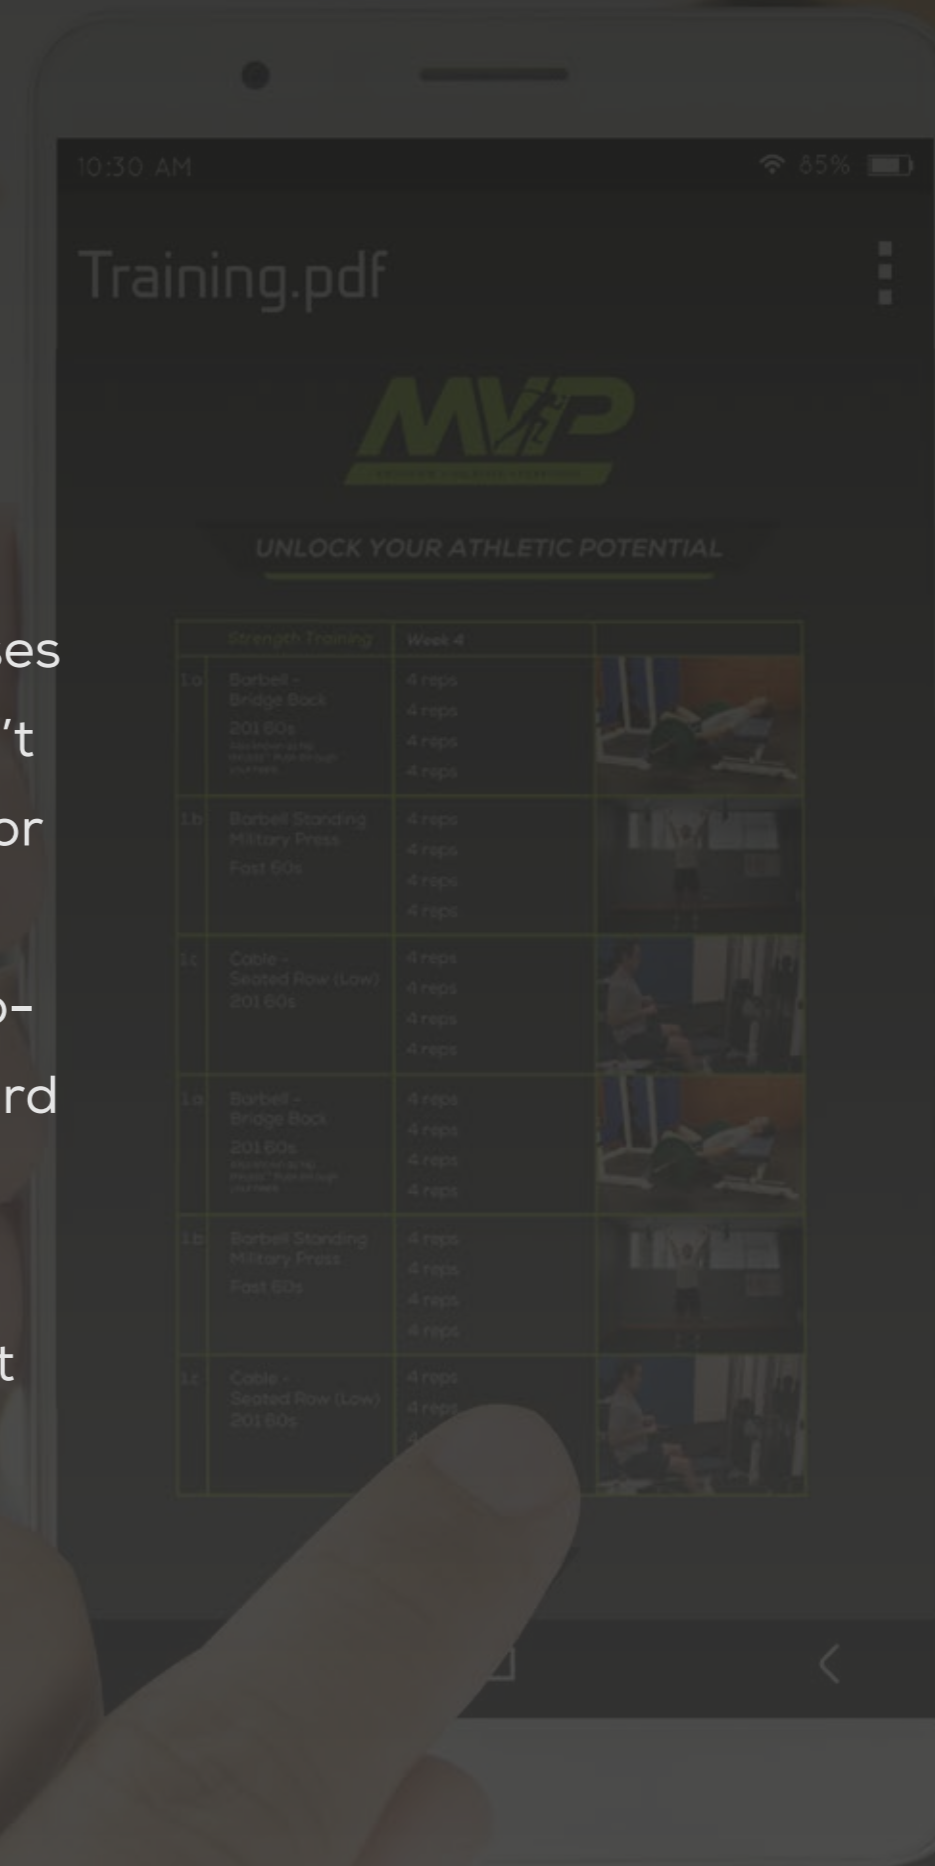 10:30 AM
85%
Training.pdf
MVP
UNLOCK YOUR ATHLETIC POTENTIAL
Strength Training Week 4
1.a Barbell - 4 reps
Bridge Back 4 reps
201 60s 4 reps
4 reps
1.b Barbell Standing 4 reps
Military Press 4 reps
Fast 60s 4 reps
4 reps
1.c Cable - 4 reps
Seated Row (Low) 4 reps
201 60s 4 reps
4 reps
1.a Barbell - 4 reps
Bridge Back 4 reps
201 60s 4 reps
4 reps
1.b Barbell Standing 4 reps
Military Press 4 reps
Fast 60s 4 reps
4 reps
1.c Cable - 4 reps
Seated Row (Low) 4 reps
201 60s
es
't
or
-
rd
t